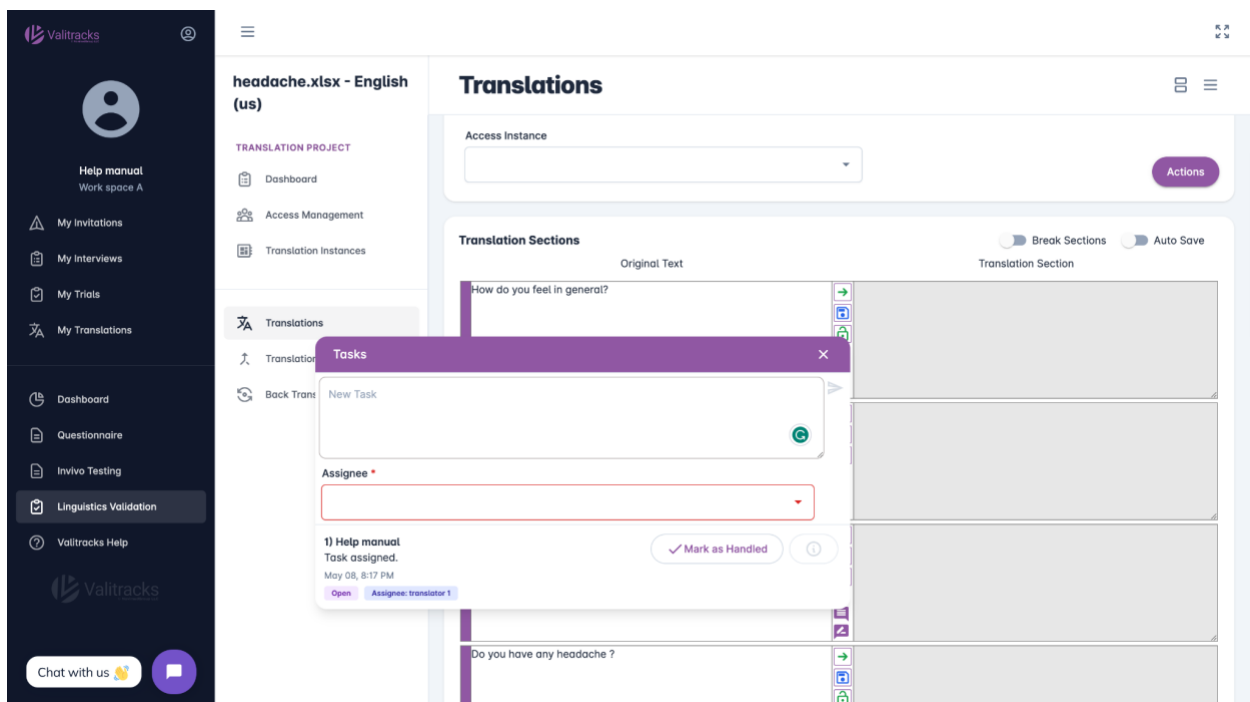 Valitracks
Help manual
Work space A
My Invitations
My Interviews
My Trials
My Translations
Dashboard
Questionnaire
Invivo Testing
Linguistics Validation
Valitracks Help
Valitracks
Chat with us 👋
headache.xlsx - English
(us)
TRANSLATION PROJECT
Dashboard
Access Management
Translation Instances
Translations
Translation
Back Trans
Translations
Access Instance
Actions
Translation Sections
Break Sections
Auto Save
Original Text
Translation Section
How do you feel in general?
Tasks
New Task
Assignee *
1) Help manual
Task assigned.
May 08, 8:17 PM
Open
Assignee: translator 1
Mark as Handled
Do you have any headache ?